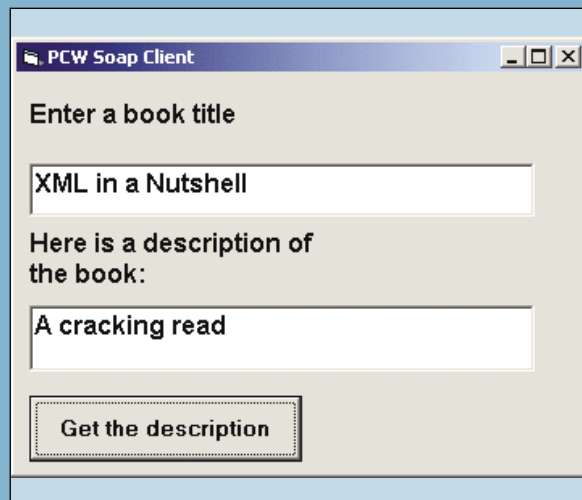 PCW Soap Client
Enter a book title
XML in a Nutshell
Here is a description of
the book:
A cracking read
Get the description